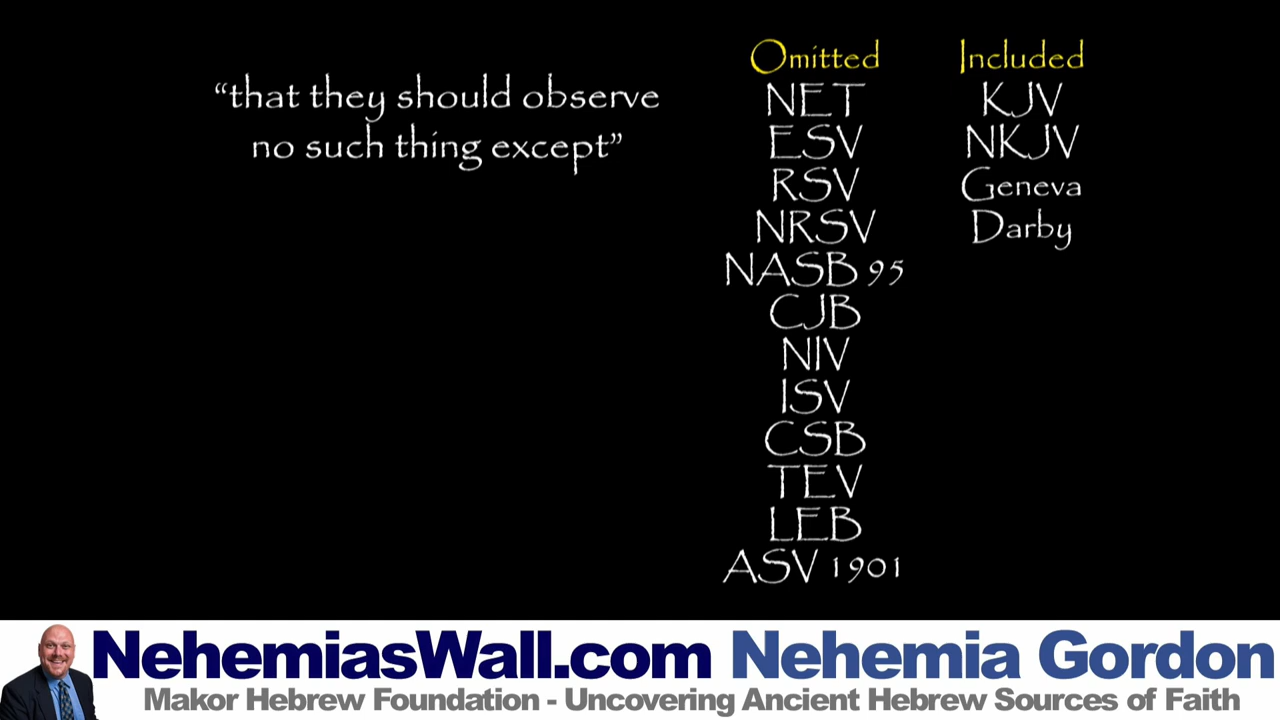 “that they should observe
no such thing except”
Omitted
NET
ESV
RSV
NRSV
NASB 95
CJB
NIV
ISV
CSB
TEV
LEB
ASV 1901
Included
KJV
NKJV
Geneva
Darby
NehemiasWall.com Nehemia Gordon
Makor Hebrew Foundation - Uncovering Ancient Hebrew Sources of Faith